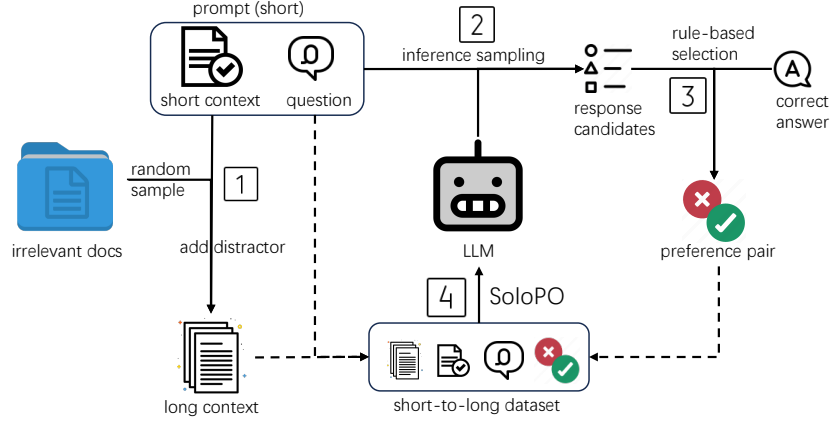 prompt (short)
short context
question
2
inference sampling
rule-based
selection
3
response
candidates
A
correct
answer
random
sample
1
irrelevant docs
add distractor
LLM
preference pair
4
SoloPO
long context
short-to-long dataset